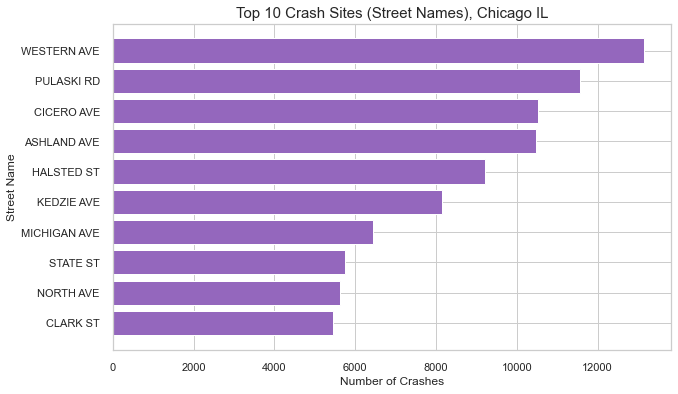 Top 10 Crash Sites (Street Names), Chicago IL
Street Name
WESTERN AVE
PULASKI RD
CICERO AVE
ASHLAND AVE
HALSTED ST
KEDZIE AVE
MICHIGAN AVE
STATE ST
NORTH AVE
CLARK ST
0 2000 4000 6000 8000 10000 12000
Number of Crashes